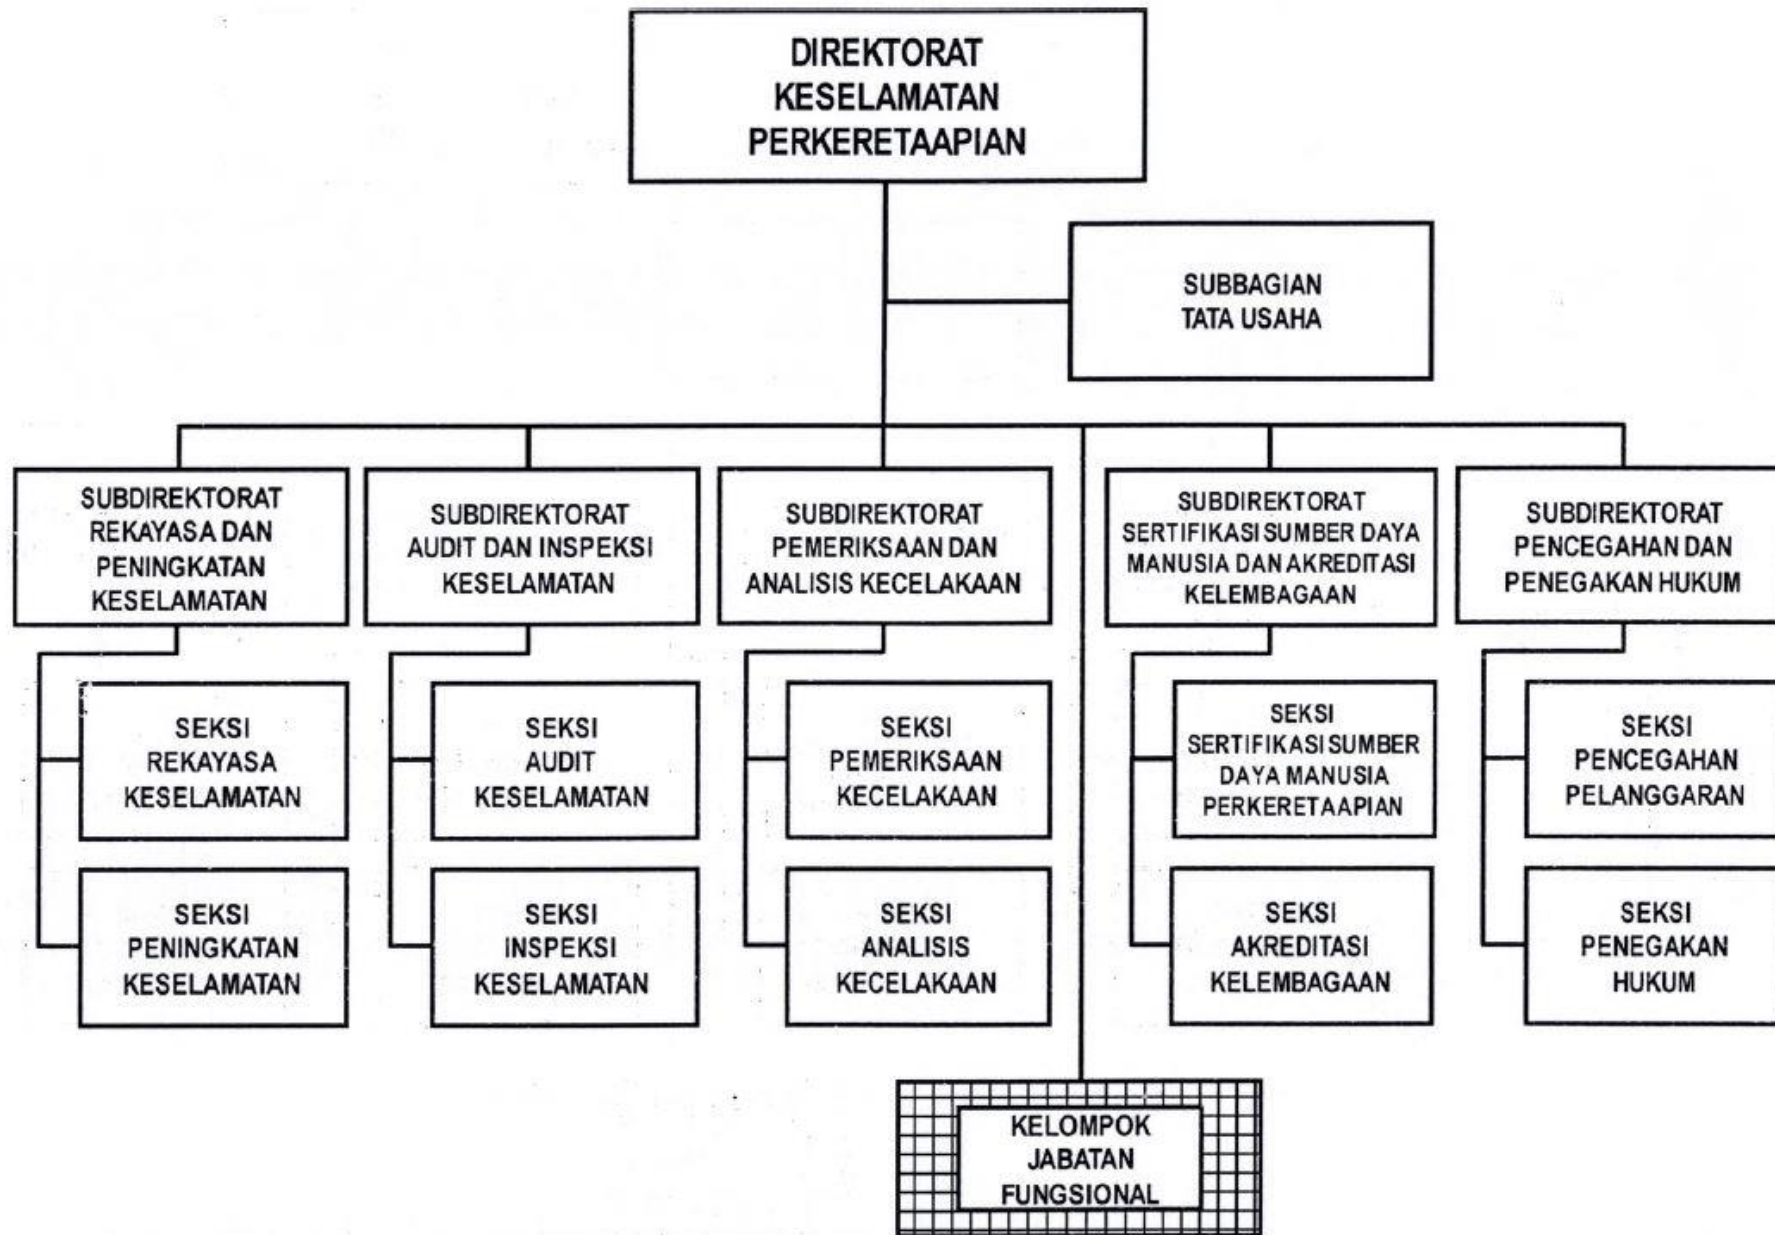 DIREKTORAT
KESELAMATAN
PERKERETAAPIAN
SUBBAGIAN
TATA USAHA
SUBDIREKTORAT
REKAYASA DAN
PENINGKATAN
KESELAMATAN
SUBDIREKTORAT
AUDIT DAN INSPEKSI
KESELAMATAN
SUBDIREKTORAT
PEMERIKSAAN DAN
ANALISIS KECELAKAAN
SUBDIREKTORAT
SERTIFIKASI SUMBER DAYA
MANUSIA DAN AKREDITASI
KELEMBAGAAN
SUBDIREKTORAT
PENCEGAHAN DAN
PENEGAKAN HUKUM
SEKSI
REKAYASA
KESELAMATAN
SEKSI
AUDIT
KESELAMATAN
SEKSI
PEMERIKSAAN
KECELAKAAN
SEKSI
SERTIFIKASI SUMBER
DAYA MANUSIA
PERKERETAAPIAN
SEKSI
PENCEGAHAN
PELANGGARAN
SEKSI
PENINGKATAN
KESELAMATAN
SEKSI
INSPEKSI
KESELAMATAN
SEKSI
ANALISIS
KECELAKAAN
SEKSI
AKREDITASI
KELEMBAGAAN
SEKSI
PENEGAKAN
HUKUM
KELOMPOK
JABATAN
FUNGSIONAL